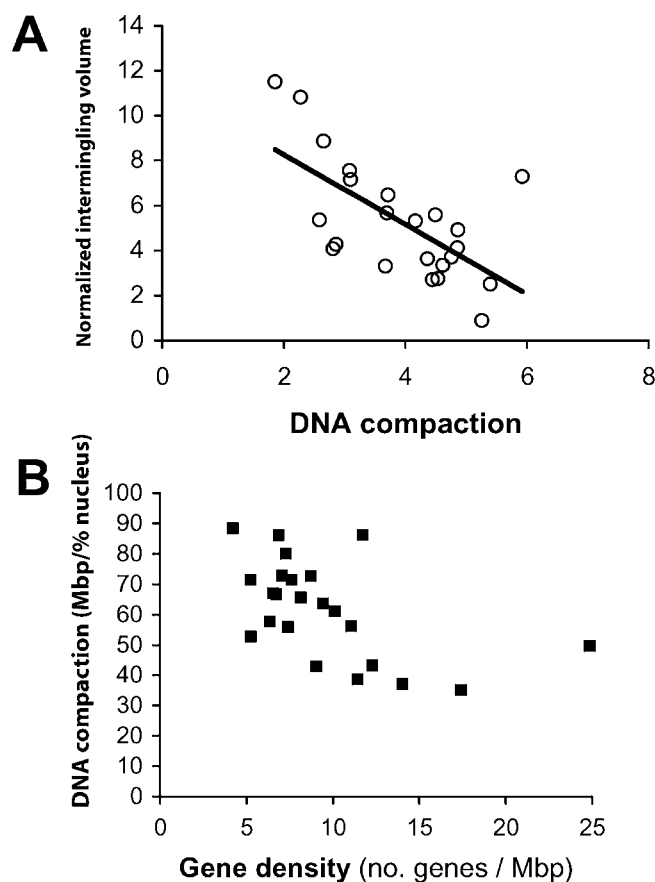 A
Normalized intermingling volume
14
12
10
8
6
4
2
0
0 2 4 6 8
DNA compaction
B
DNA compaction (Mbp/% nucleus)
100
90
80
70
60
50
40
30
20
10
0
0 5 10 15 20 25
Gene density (no. genes / Mbp)